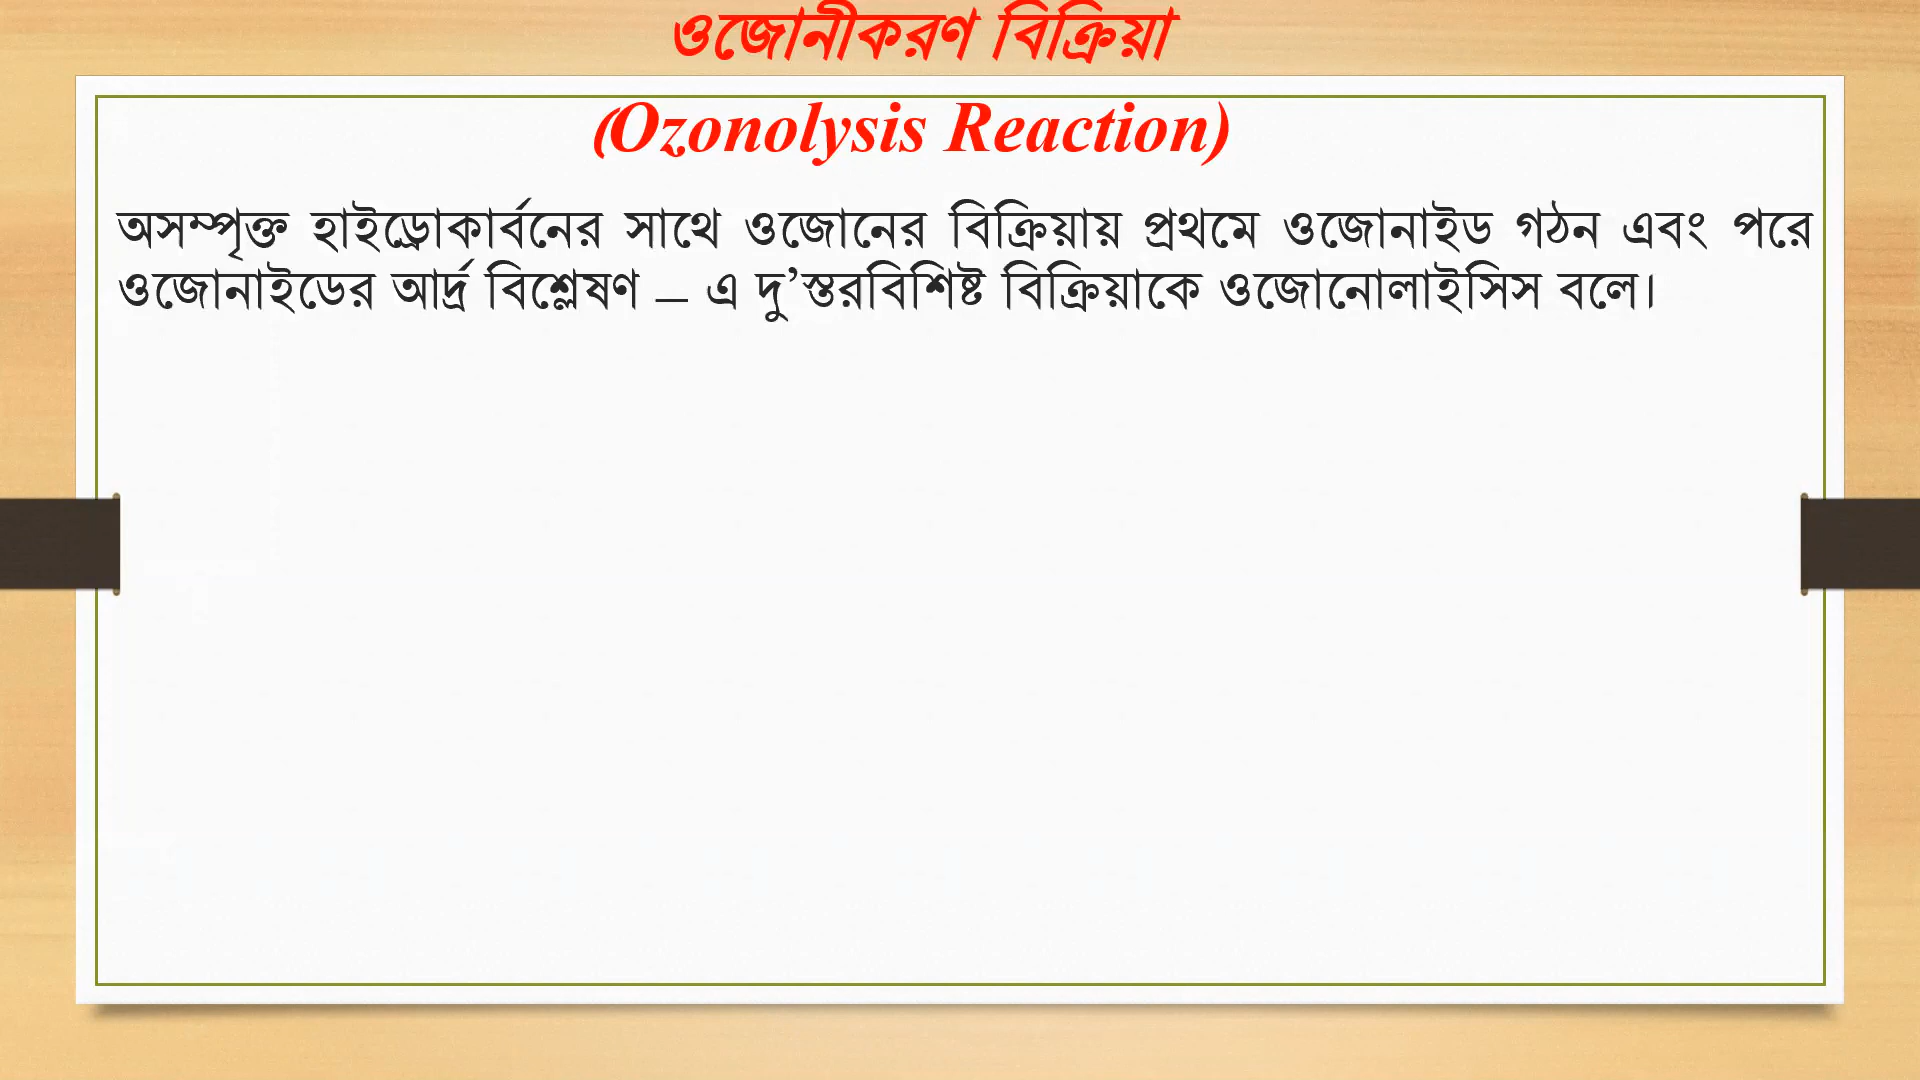 ওজোনীকরণ বিক্রিয়া
(Ozonolysis Reaction)
অসম্পৃক্ত হাইড্রোকার্বনের সাথে ওজোনের বিক্রিয়ায় প্রথমে ওজোনাইড গঠন এবং পরে
ওজোনাইডের আর্দ্র বিশ্লেষণ – এ দু’স্তরবিশিষ্ট বিক্রিয়াকে ওজোনোলাইসিস বলে।